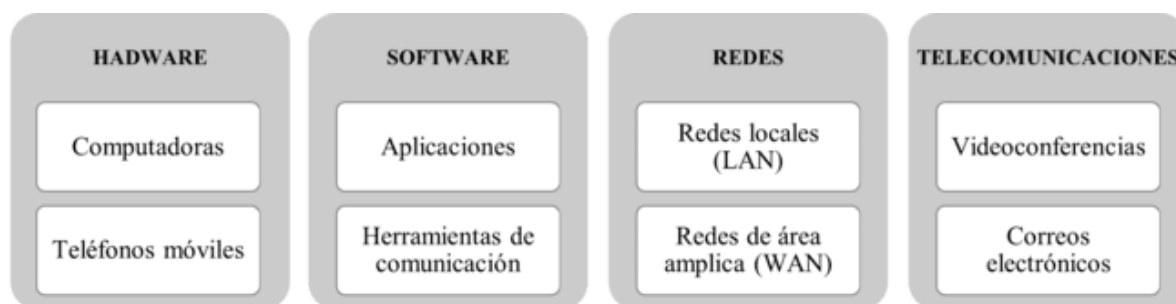 HADWARE
Computadoras
Teléfonos móviles
SOFTWARE
Aplicaciones
Herramientas de
comunicación
REDES
Redes locales
(LAN)
Redes de área
amplica (WAN)
TELECOMUNICACIONES
Videoconferencias
Correos
electrónicos